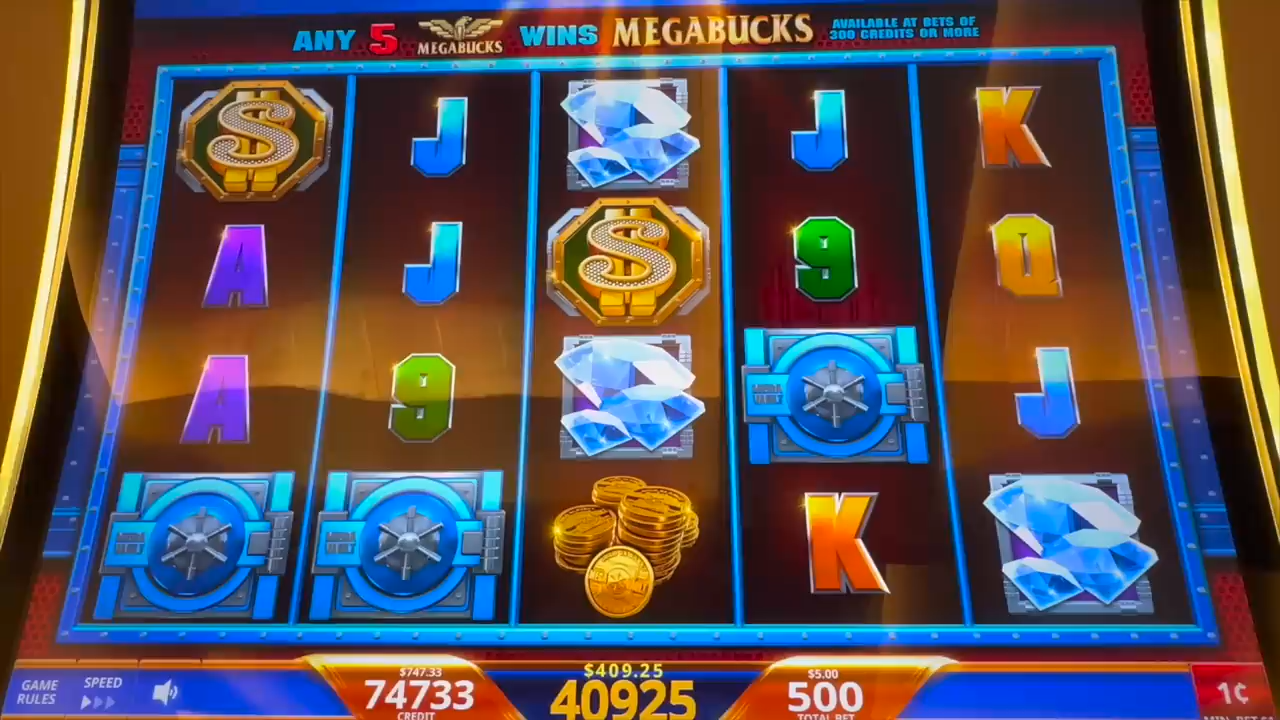 ANY 5 MEGABUCKS WINS MEGABUCKS
AVAILABLE AT BETS OF
300 CREDITS OR MORE
$ J J K
A J $ 9 Q
A 9 J
K
GAME
RULES
SPEED
$747.33
74733
CREDIT
$409.25
40925
$5.00
500
TOTAL BET
1¢